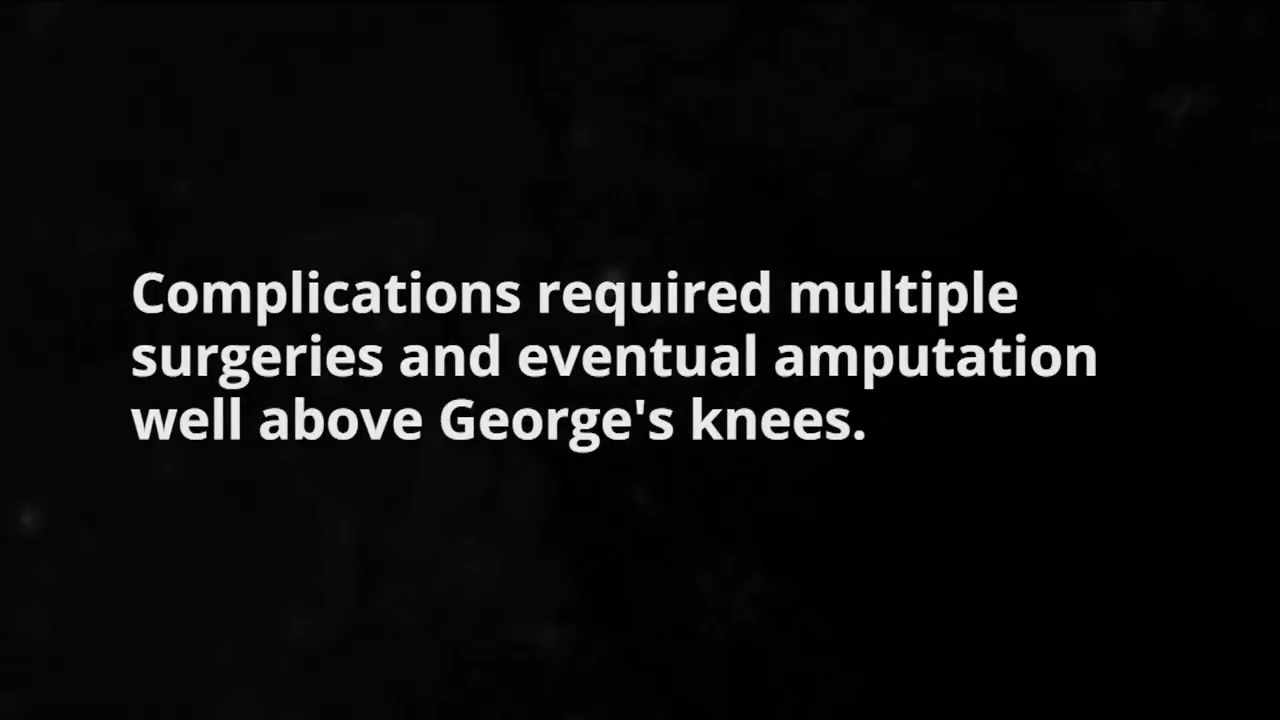 Complications required multiple
surgeries and eventual amputation
well above George's knees.